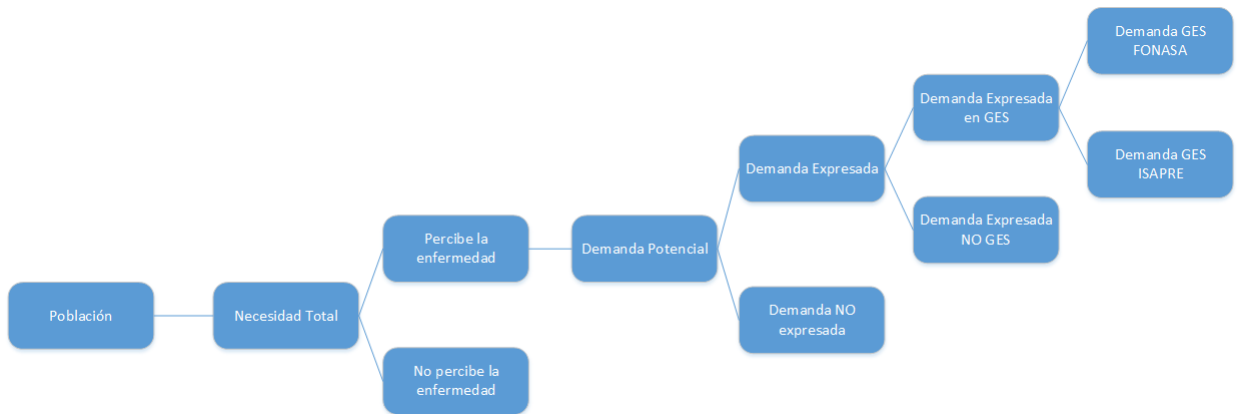 Población
Necesidad Total
Percibe la
enfermedad
No percibe la
enfermedad
Demanda Potencial
Demanda Expresada
Demanda NO
expresada
Demanda Expresada
en GES
Demanda Expresada
NO GES
Demanda GES
FONASA
Demanda GES
ISAPRE